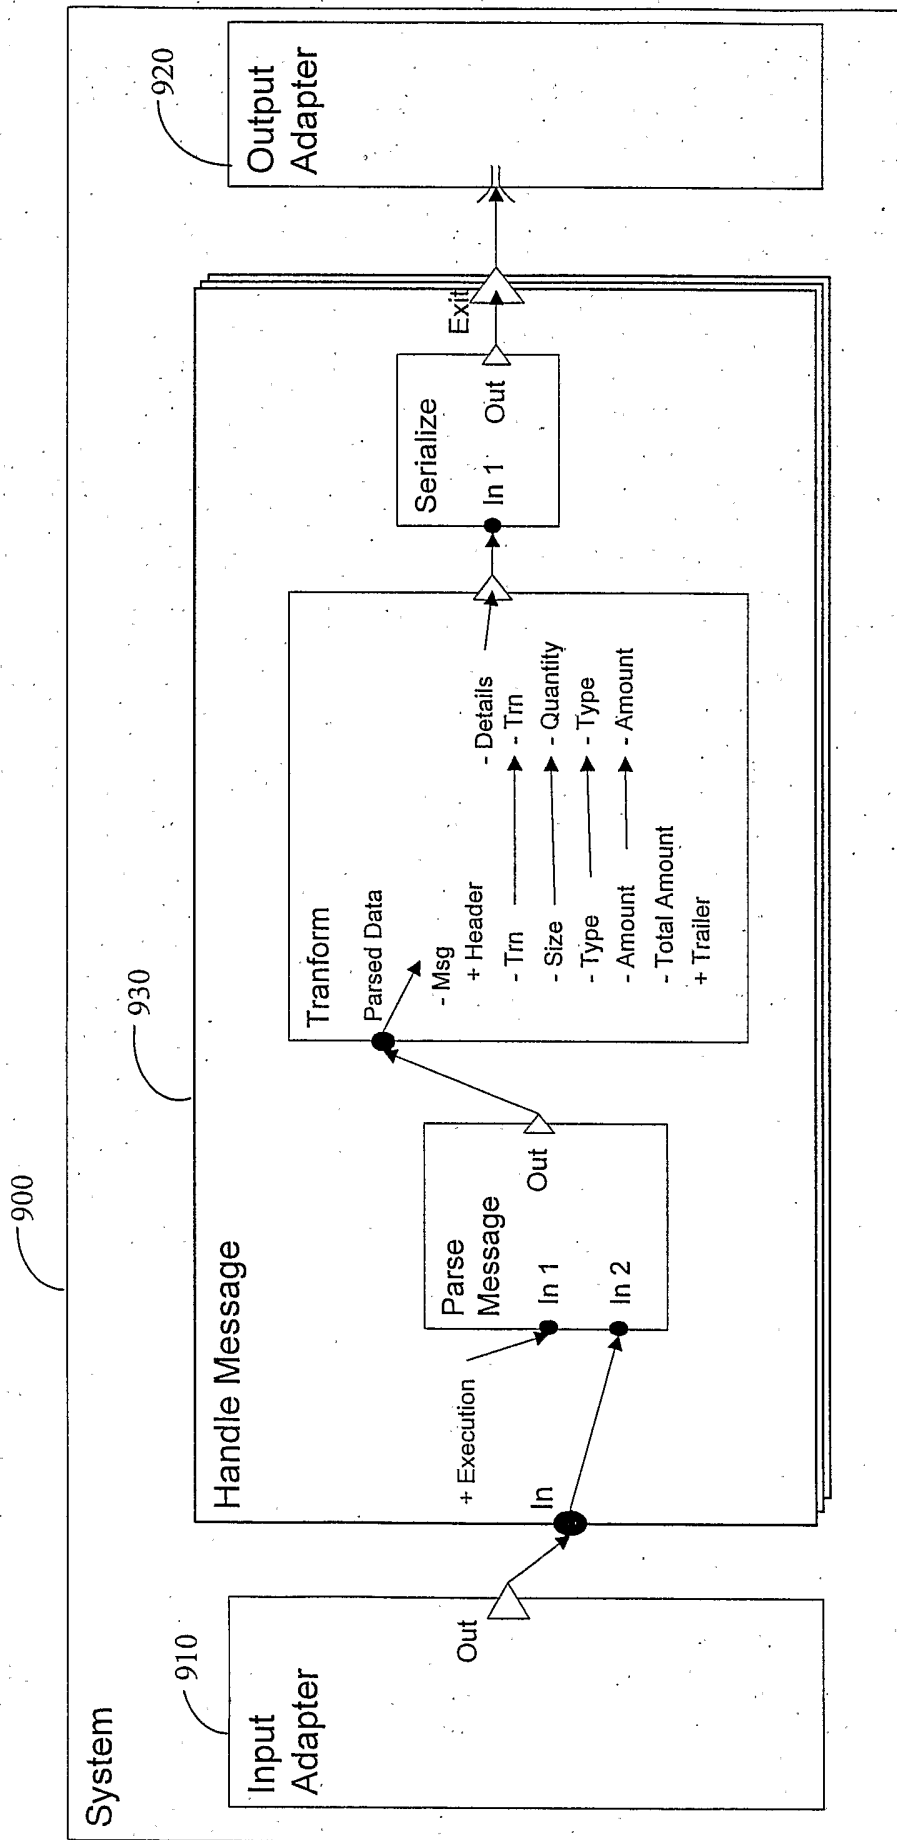 900
System
910
Input
Adapter
Out
930
Handle Message
In
+ Execution
Parse
Message
In 1
In 2
Out
Tranform
Parsed Data
- Msg
+ Header
- Trn
- Size
- Type
- Amount
- Total Amount
+ Trailer
- Details
- Trn
- Quantity
- Type
- Amount
Serialize
In 1
Out
Exit
920
Output
Adapter